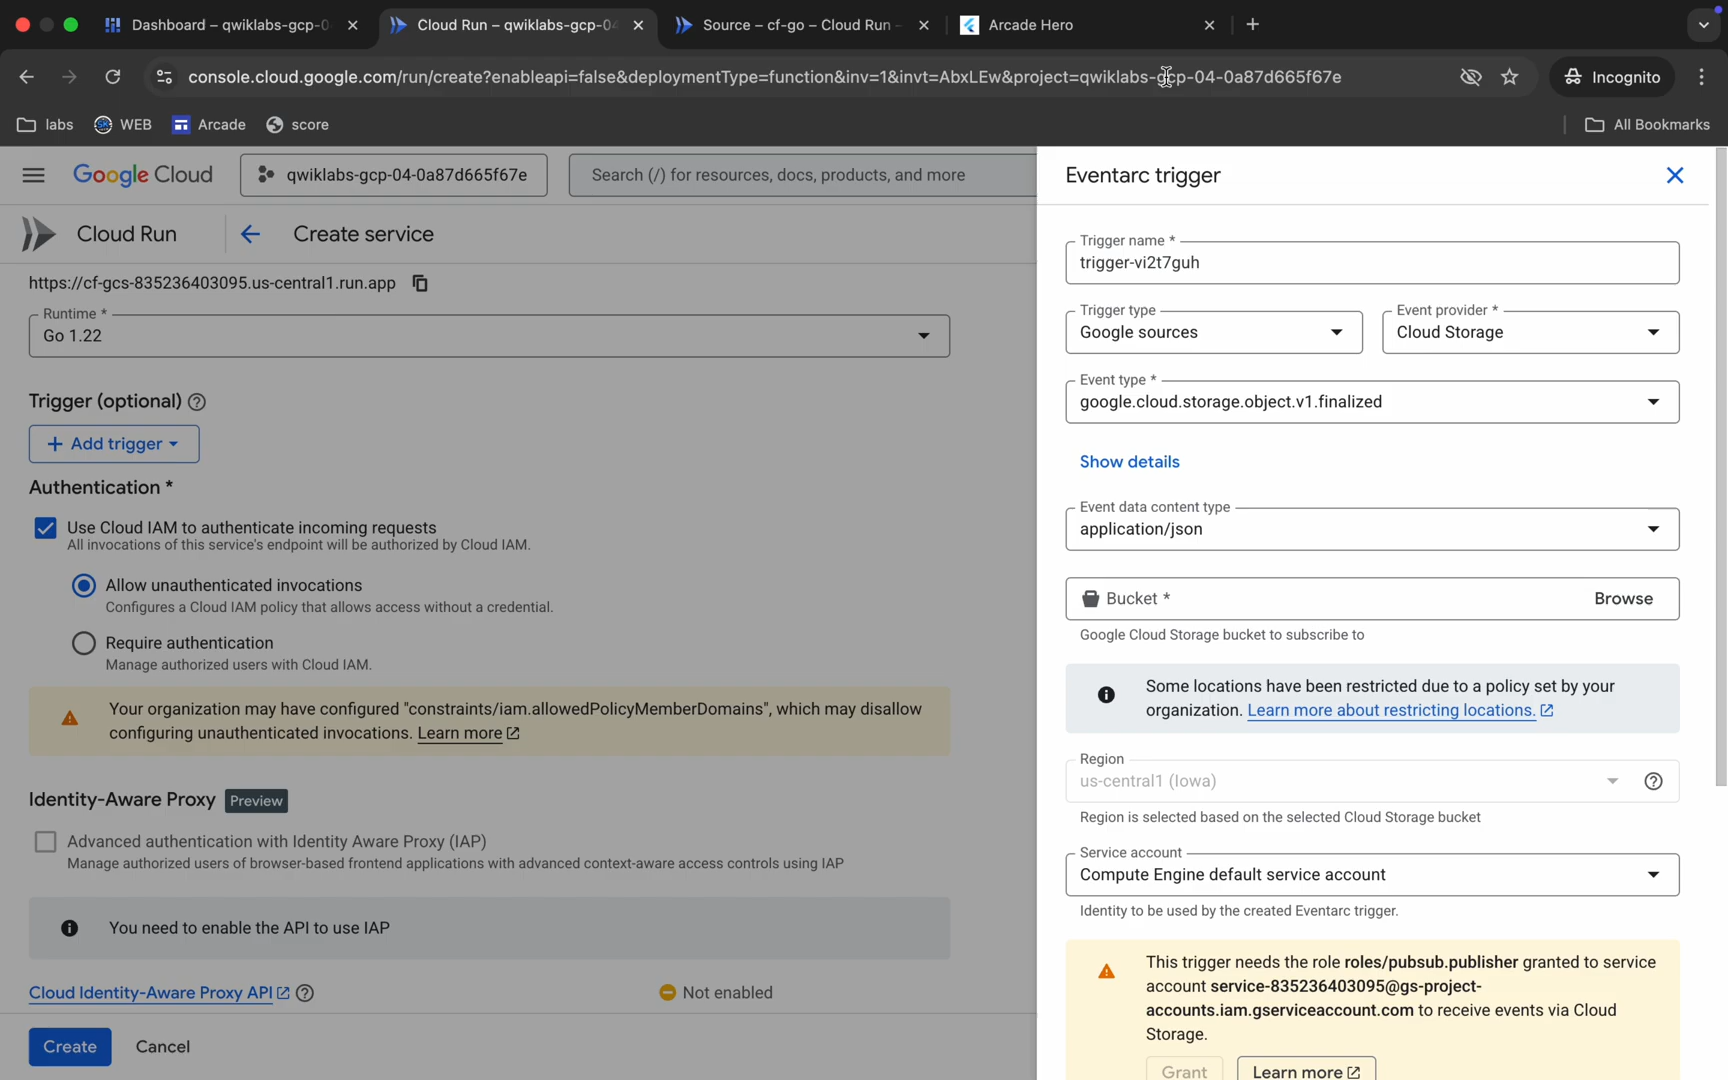 Dashboard – qwiklabs-gcp-0
Cloud Run – qwiklabs-gcp-04
Source – cf-go – Cloud Run –
Arcade Hero
console.cloud.google.com/run/create?enableapi=false&deploymentType=function&inv=1&invt=AbxLEw&project=qwiklabs-gcp-04-0a87d665f67e
Incognito
labs
WEB
Arcade
score
All Bookmarks
Google Cloud
qwiklabs-gcp-04-0a87d665f67e
Search (/) for resources, docs, products, and more
Cloud Run
Create service
https://cf-gcs-835236403095.us-central1.run.app
Runtime *
Go 1.22
Trigger (optional)
+ Add trigger
Authentication *
Use Cloud IAM to authenticate incoming requests
All invocations of this service's endpoint will be authorized by Cloud IAM.
Allow unauthenticated invocations
Configures a Cloud IAM policy that allows access without a credential.
Require authentication
Manage authorized users with Cloud IAM.
Your organization may have configured "constraints/iam.allowedPolicyMemberDomains", which may disallow
configuring unauthenticated invocations. Learn more
Identity-Aware Proxy Preview
Advanced authentication with Identity Aware Proxy (IAP)
Manage authorized users of browser-based frontend applications with advanced context-aware access controls using IAP
You need to enable the API to use IAP
Cloud Identity-Aware Proxy API
Not enabled
Create
Cancel
Eventarc trigger
Trigger name *
trigger-vi2t7guh
Trigger type
Google sources
Event provider *
Cloud Storage
Event type *
google.cloud.storage.object.v1.finalized
Show details
Event data content type
application/json
Bucket *
Browse
Google Cloud Storage bucket to subscribe to
Some locations have been restricted due to a policy set by your
organization. Learn more about restricting locations.
Region
us-central1 (Iowa)
Region is selected based on the selected Cloud Storage bucket
Service account
Compute Engine default service account
Identity to be used by the created Eventarc trigger.
This trigger needs the role roles/pubsub.publisher granted to service
account service-835236403095@gs-project-
accounts.iam.gserviceaccount.com to receive events via Cloud
Storage.
Grant
Learn more